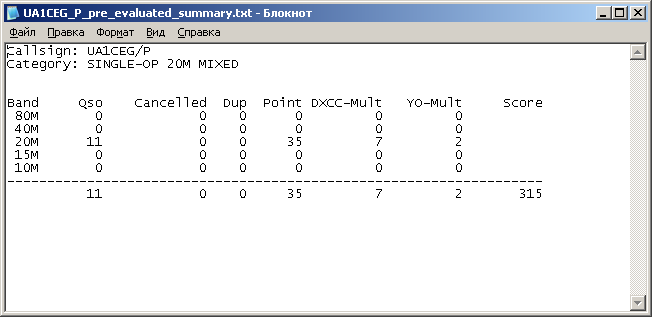 UA1CEG_P_pre_evaluated_summary.txt - Блокнот
Файл Правка Формат Вид Справка
Callsign: UA1CEG/P
Category: SINGLE-OP 20M MIXED
Band Qso Cancelled Dup Point DXCC-Mult YO-Mult Score
80M 0 0 0 0 0 0
40M 0 0 0 0 0 0
20M 11 0 0 35 7 2
15M 0 0 0 0 0 0
10M 0 0 0 0 0 0
--------------------------------------------------------------------
11 0 0 35 7 2 315